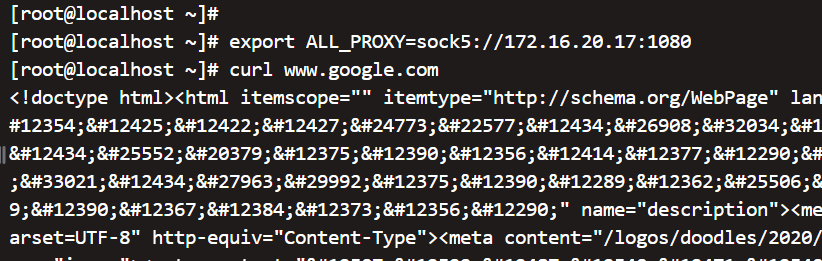 [root@localhost ~]#
[root@localhost ~]# export ALL_PROXY=sock5://172.16.20.17:1080
[root@localhost ~]# curl www.google.com
<!doctype html><html itemscope="" itemtype="http://schema.org/WebPage" lan
#12354;&#12425;&#12422;&#12427;&#24773;&#22577;&#12434;&#26908;&#32034;&#1
&#12434;&#25552;&#20379;&#12375;&#12390;&#12356;&#12414;&#12377;&#12290;&#
;&#33021;&#12434;&#27963;&#29992;&#12375;&#12390;&#12289;&#12362;&#25506;&
9;&#12390;&#12367;&#12384;&#12373;&#12356;&#12290;" name="description"><me
arset=UTF-8" http-equiv="Content-Type"><meta content="/logos/doodles/2020/